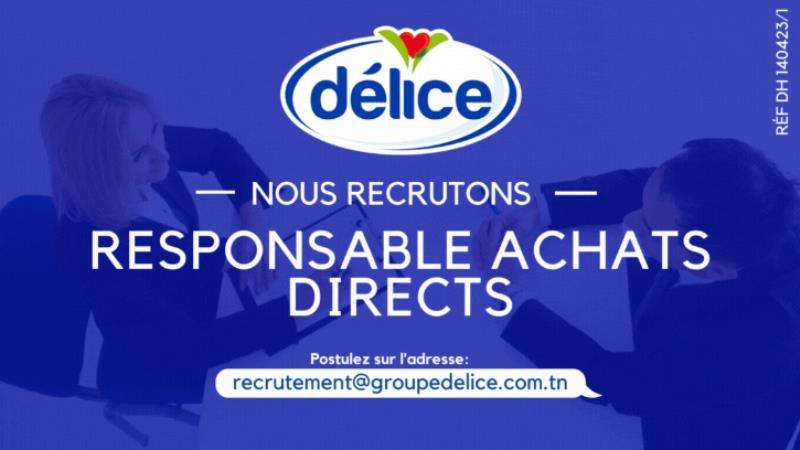 RÉF DH 140423/1
délice
NOUS RECRUTONS
RESPONSABLE ACHATS
DIRECTS
Postulez sur l'adresse:
recrutement@groupedelice.com.tn